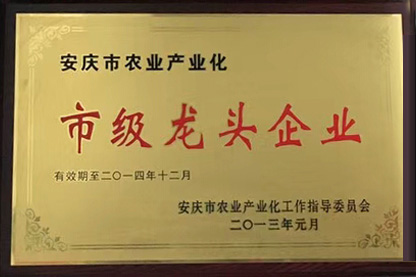 安庆市农业产业化
市级龙头企业
有效期至二〇一四年十二月
安庆市农业产业化工作指导委员会
二〇一三年元月